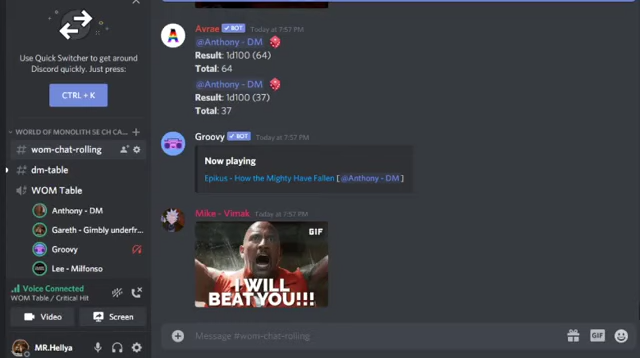 Use Quick Switcher to get around
Discord quickly. Just press:
CTRL + K
WORLD OF MONOLITH SE CH CA...
wom-chat-rolling
dm-table
WOM Table
Anthony - DM
Gareth - Gimbly underfr...
Groovy
Lee - Milfonso
Voice Connected
WOM Table / Critical Hit
Video
Screen
MR.Hellya
Avrae BOT Today at 7:57 PM
@Anthony - DM
Result: 1d100 (64)
Total: 64
@Anthony - DM
Result: 1d100 (37)
Total: 37
Groovy BOT Today at 7:57 PM
Now playing
Epikus - How the Mighty Have Fallen [@Anthony - DM]
Mike - Vimak Today at 7:57 PM
GIF
I WILL
BEAT YOU!!!
Message #wom-chat-rolling
GIF